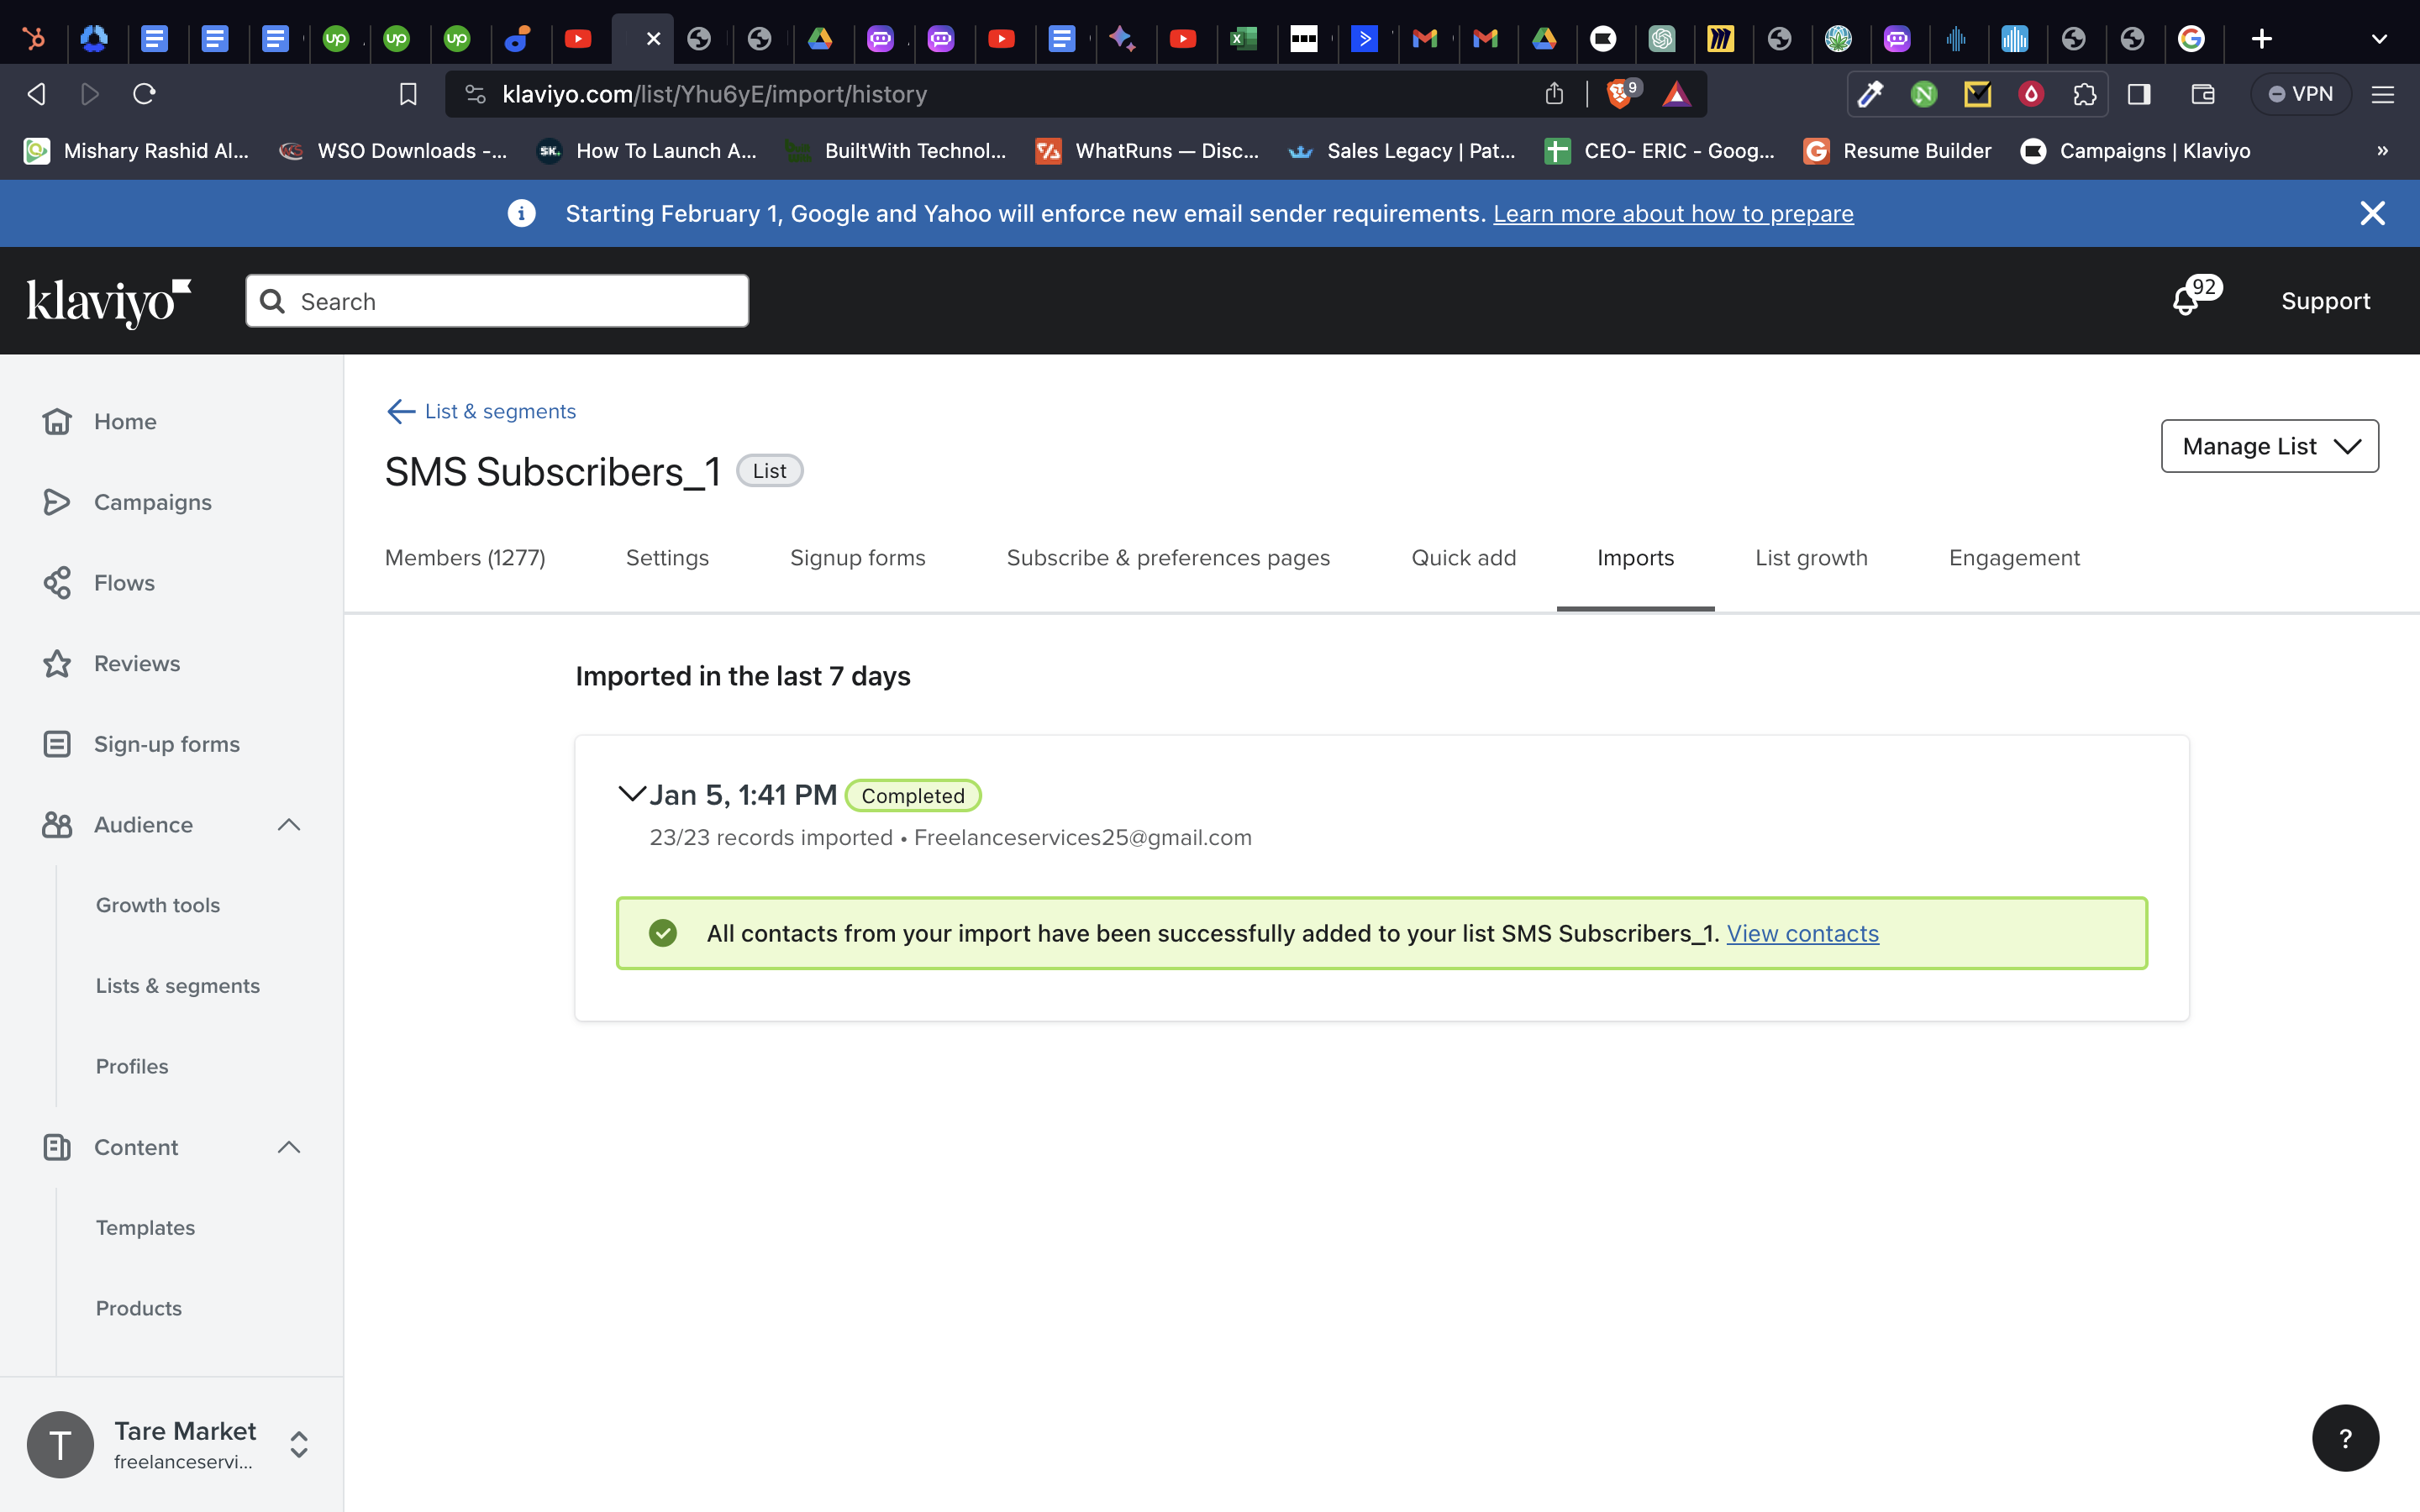 klaviyo.com/list/Yhu6yE/import/history
9
VPN
Mishary Rashid Al...
WSO Downloads -...
SK.
How To Launch A...
BuiltWith Technol...
WhatRuns — Disc...
Sales Legacy | Pat...
CEO- ERIC - Goog...
Resume Builder
Campaigns | Klaviyo
»
Starting February 1, Google and Yahoo will enforce new email sender requirements. Learn more about how to prepare
klaviyo
Search
92
Support
Home
Campaigns
Flows
Reviews
Sign-up forms
Audience
Growth tools
Lists & segments
Profiles
Content
Templates
Products
T
Tare Market
freelanceservi...
List & segments
SMS Subscribers_1 List
Manage List
Members (1277)
Settings
Signup forms
Subscribe & preferences pages
Quick add
Imports
List growth
Engagement
Imported in the last 7 days
Jan 5, 1:41 PM Completed
23/23 records imported • Freelanceservices25@gmail.com
All contacts from your import have been successfully added to your list SMS Subscribers_1. View contacts
?